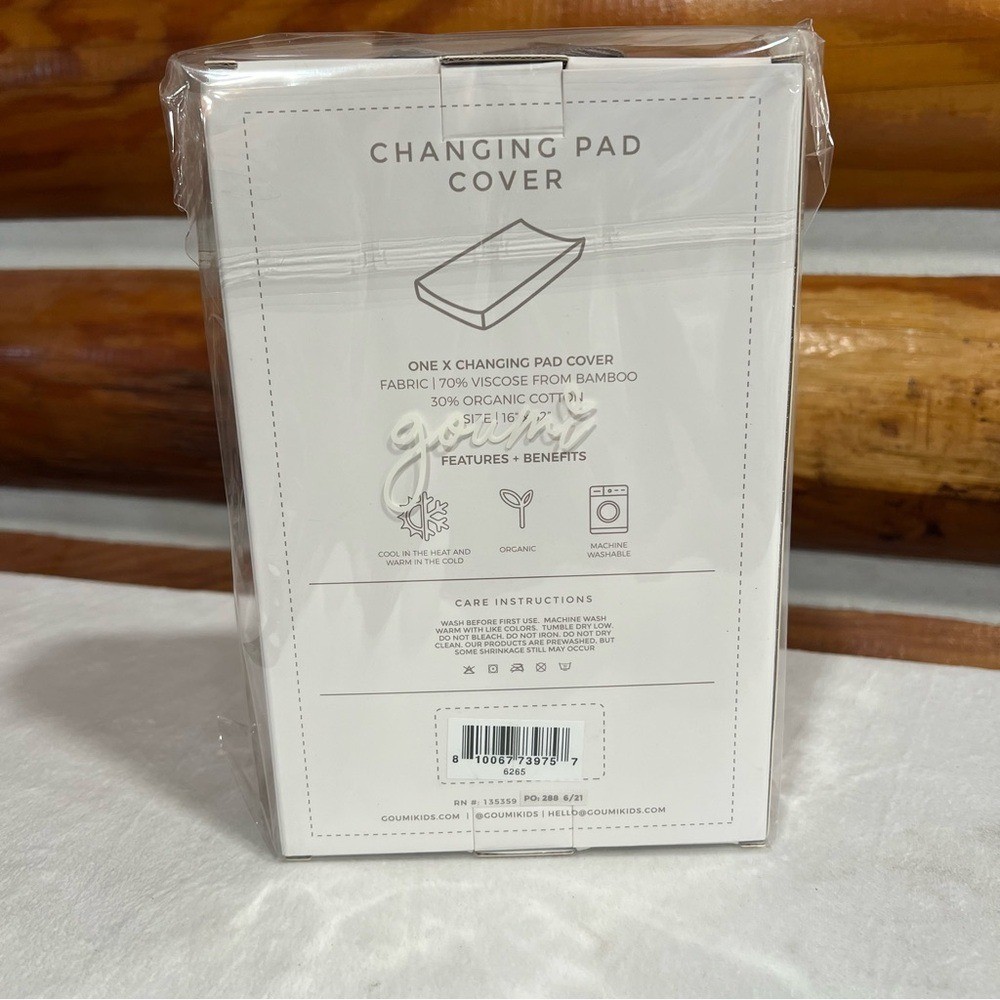 CHANGING PAD
COVER
ONE X CHANGING PAD COVER
FABRIC | 70% VISCOSE FROM BAMBOO
30% ORGANIC COTTON
SIZE | 16" X
goumi
FEATURES + BENEFITS
COOL IN THE HEAT AND
WARM IN THE COLD
ORGANIC
MACHINE
WASHABLE
CARE INSTRUCTIONS
WASH BEFORE FIRST USE. MACHINE WASH
WARM WITH LIKE COLORS. TUMBLE DRY LOW.
DO NOT BLEACH. DO NOT IRON. DO NOT DRY
CLEAN. OUR PRODUCTS ARE PREWASHED, BUT
SOME SHRINKAGE STILL MAY OCCUR
8 10067 73975 7
6265
RN #: 135359 PO: 288 6/21
GOUMIKIDS.COM | @GOUMIKIDS | HELLO@GOUMIKIDS.COM